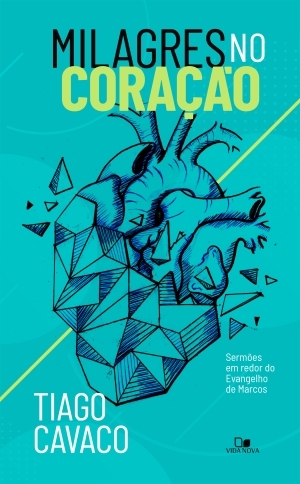 MILAGRES NO
CORAÇÃO
Sermões
em redor do
Evangelho
de Marcos
TIAGO
CAVACO
VIDA NOVA